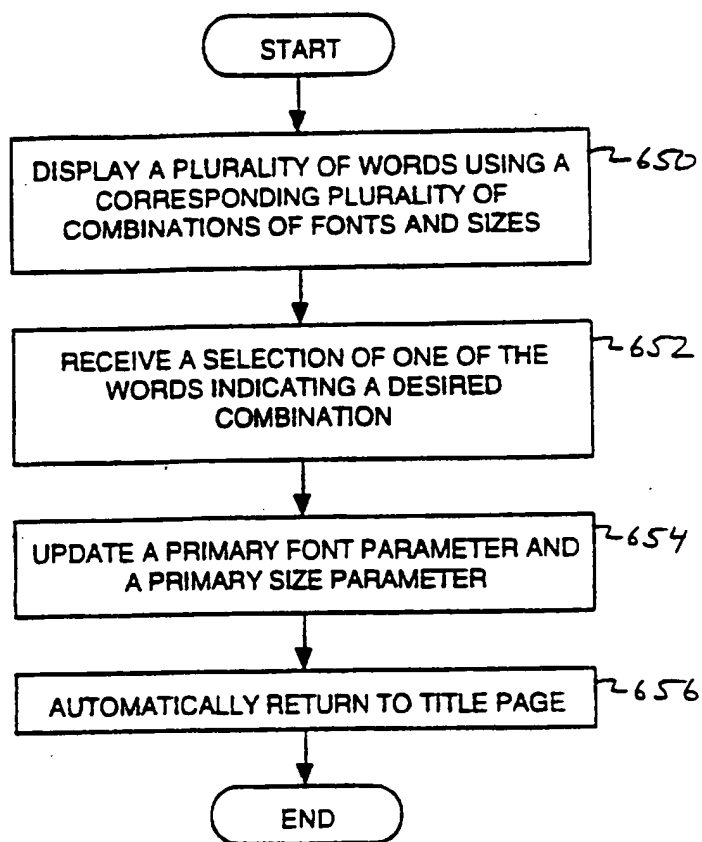 START
DISPLAY A PLURALITY OF WORDS USING A
CORRESPONDING PLURALITY OF
COMBINATIONS OF FONTS AND SIZES
650
RECEIVE A SELECTION OF ONE OF THE
WORDS INDICATING A DESIRED
COMBINATION
652
UPDATE A PRIMARY FONT PARAMETER AND
A PRIMARY SIZE PARAMETER
654
AUTOMATICALLY RETURN TO TITLE PAGE
656
END